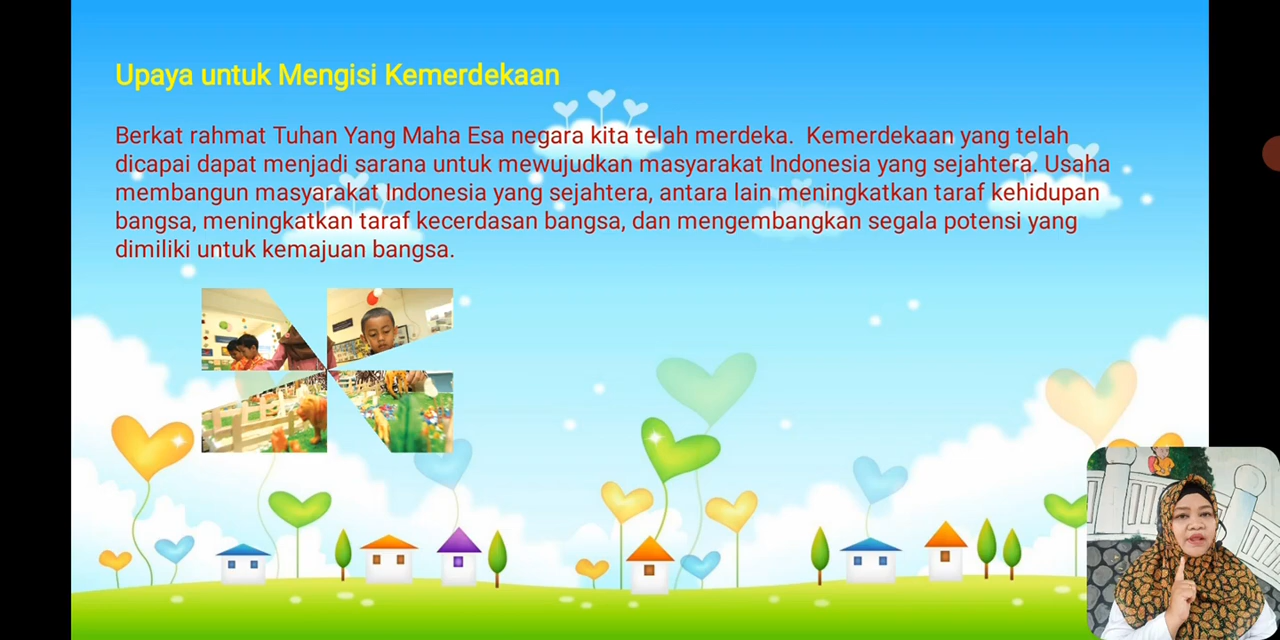 Upaya untuk Mengisi Kemerdekaan
Berkat rahmat Tuhan Yang Maha Esa negara kita telah merdeka.  Kemerdekaan yang telah
dicapai dapat menjadi sarana untuk mewujudkan masyarakat Indonesia yang sejahtera. Usaha
membangun masyarakat Indonesia yang sejahtera, antara lain meningkatkan taraf kehidupan
bangsa, meningkatkan taraf kecerdasan bangsa, dan mengembangkan segala potensi yang
dimiliki untuk kemajuan bangsa.